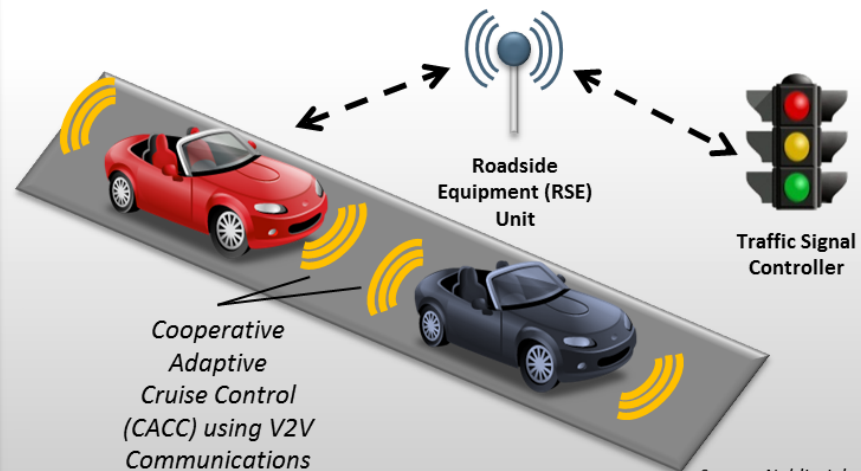 Roadside
Equipment (RSE)
Unit
Traffic Signal
Controller
Cooperative
Adaptive
Cruise Control
(CACC) using V2V
Communications